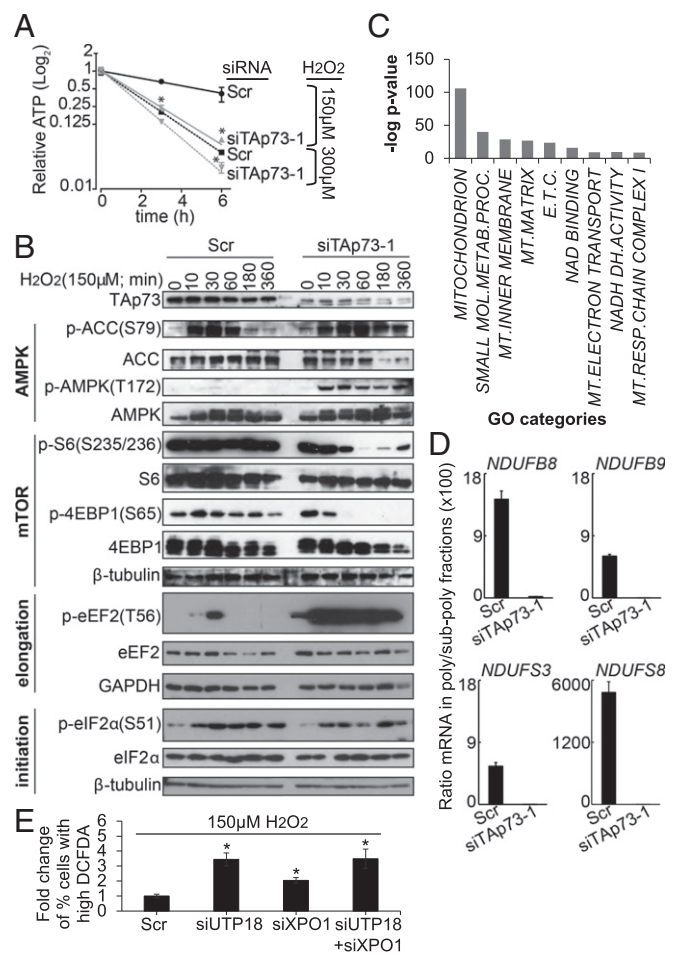 A
Relative ATP (Log2)
2
1
0.5
0.25
0.125
0.01
0 2 4 6
time (h)
siRNA H2O2
Scr
siTAp73-1
Scr
siTAp73-1
150µM
300µM
*
*
B
Scr siTAp73-1
H2O2(150µM; min) 0 10 30 60 180 360 0 10 30 60 180 360
TAp73
AMPK
p-ACC(S79)
ACC
p-AMPK(T172)
AMPK
mTOR
p-S6(S235/236)
S6
p-4EBP1(S65)
4EBP1
β-tubulin
elongation
p-eEF2(T56)
eEF2
GAPDH
initiation
p-eIF2α(S51)
eIF2α
β-tubulin
C
-log p-value
150
100
50
0
MITOCHONDRION
SMALL MOL.METAB.PROC.
MT.INNER MEMBRANE
MT.MATRIX
E.T.C.
NAD BINDING
MT.ELECTRON TRANSPORT
NADH DH.ACTIVITY
MT.RESP.CHAIN COMPLEX I
GO categories
D
Ratio mRNA in poly/sub-poly fractions (x100)
NDUFB8
18
9
0
Scr
siTAp73-1
NDUFB9
18
9
0
Scr
siTAp73-1
NDUFS3
18
9
0
Scr
siTAp73-1
NDUFS8
6000
1200
0
Scr
siTAp73-1
E
Fold change
of % cells with
high DCFDA
6
5
4
3
2
1
0
150µM H2O2
* * *
Scr siUTP18 siXPO1 siUTP18
+siXPO1